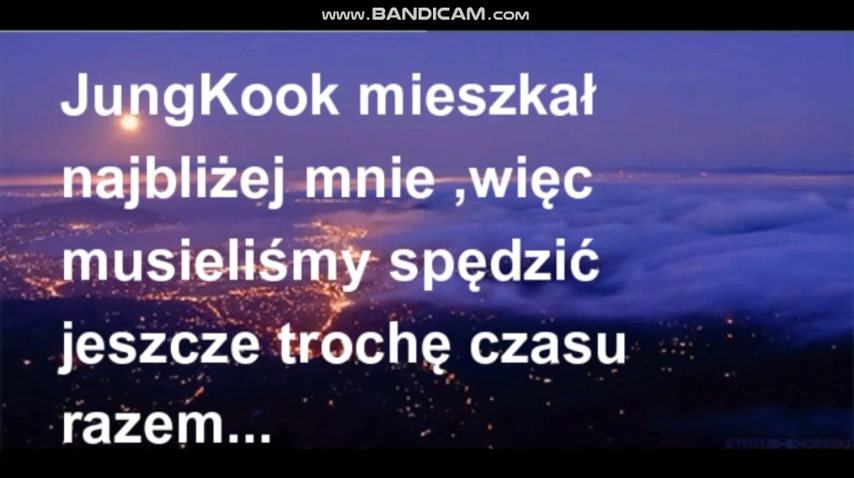 www.BANDICAM.com
JungKook mieszkał
najbliżej mnie ,więc
musieliśmy spędzić
jeszcze trochę czasu
razem...